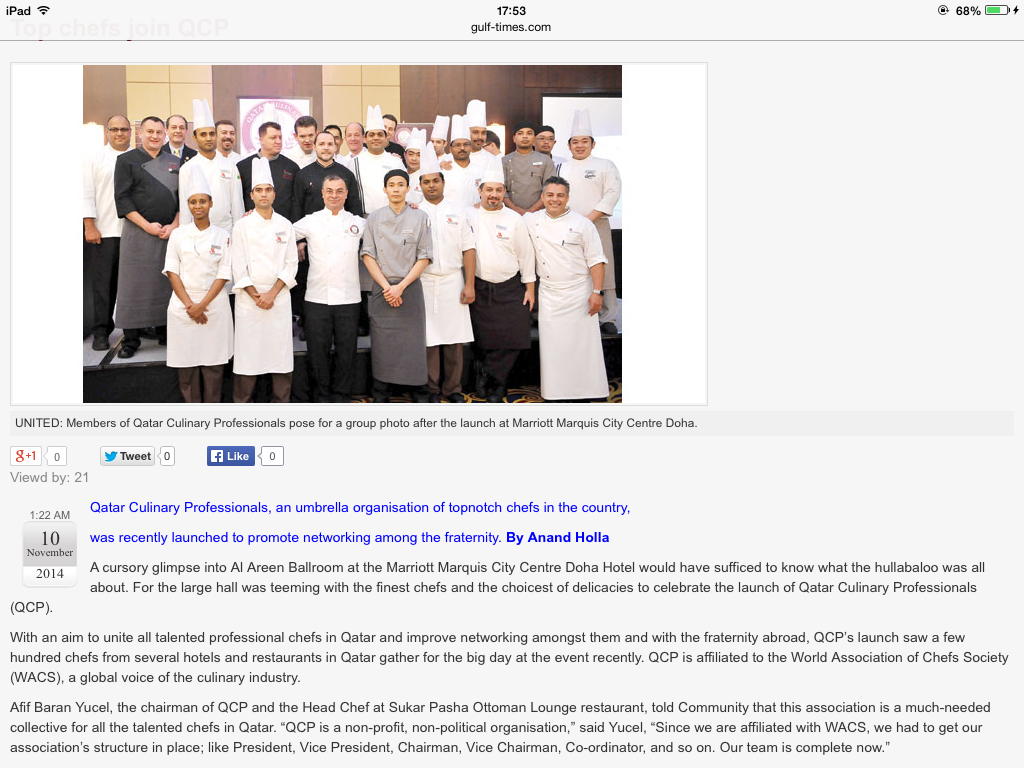 iPad
17:53
68%
Top chefs join QCP
gulf-times.com
UNITED: Members of Qatar Culinary Professionals pose for a group photo after the launch at Marriott Marquis City Centre Doha.
g+1 0 Tweet 0 Like 0
Viewd by: 21
1:22 AM
10
November
2014
Qatar Culinary Professionals, an umbrella organisation of topnotch chefs in the country,
was recently launched to promote networking among the fraternity. By Anand Holla
A cursory glimpse into Al Areen Ballroom at the Marriott Marquis City Centre Doha Hotel would have sufficed to know what the hullabaloo was all
about. For the large hall was teeming with the finest chefs and the choicest of delicacies to celebrate the launch of Qatar Culinary Professionals
(QCP).
With an aim to unite all talented professional chefs in Qatar and improve networking amongst them and with the fraternity abroad, QCP’s launch saw a few
hundred chefs from several hotels and restaurants in Qatar gather for the big day at the event recently. QCP is affiliated to the World Association of Chefs Society
(WACS), a global voice of the culinary industry.
Afif Baran Yucel, the chairman of QCP and the Head Chef at Sukar Pasha Ottoman Lounge restaurant, told Community that this association is a much-needed
collective for all the talented chefs in Qatar. “QCP is a non-profit, non-political organisation,” said Yucel, “Since we are affiliated with WACS, we had to get our
association’s structure in place; like President, Vice President, Chairman, Vice Chairman, Co-ordinator, and so on. Our team is complete now.”